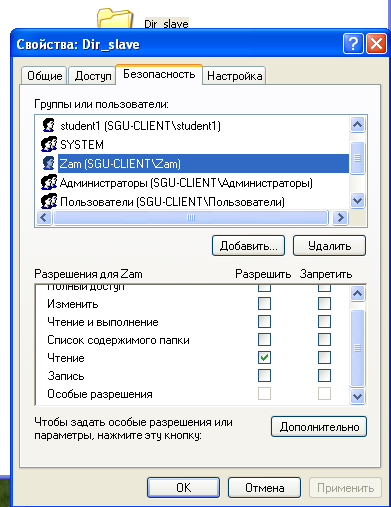 Dir_slave
Свойства: Dir_slave
Общие Доступ Безопасность Настройка
Группы или пользователи:
student1 (SGU-CLIENT\student1)
SYSTEM
Zam (SGU-CLIENT\Zam)
Администраторы (SGU-CLIENT\Администраторы)
Пользователи (SGU-CLIENT\Пользователи)
Добавить... Удалить
Разрешения для Zam Разрешить Запретить
Полный доступ
Изменить
Чтение и выполнение
Список содержимого папки
Чтение
Запись
Особые разрешения
Чтобы задать особые разрешения или
параметры, нажмите эту кнопку:
Дополнительно
OK Отмена Применить